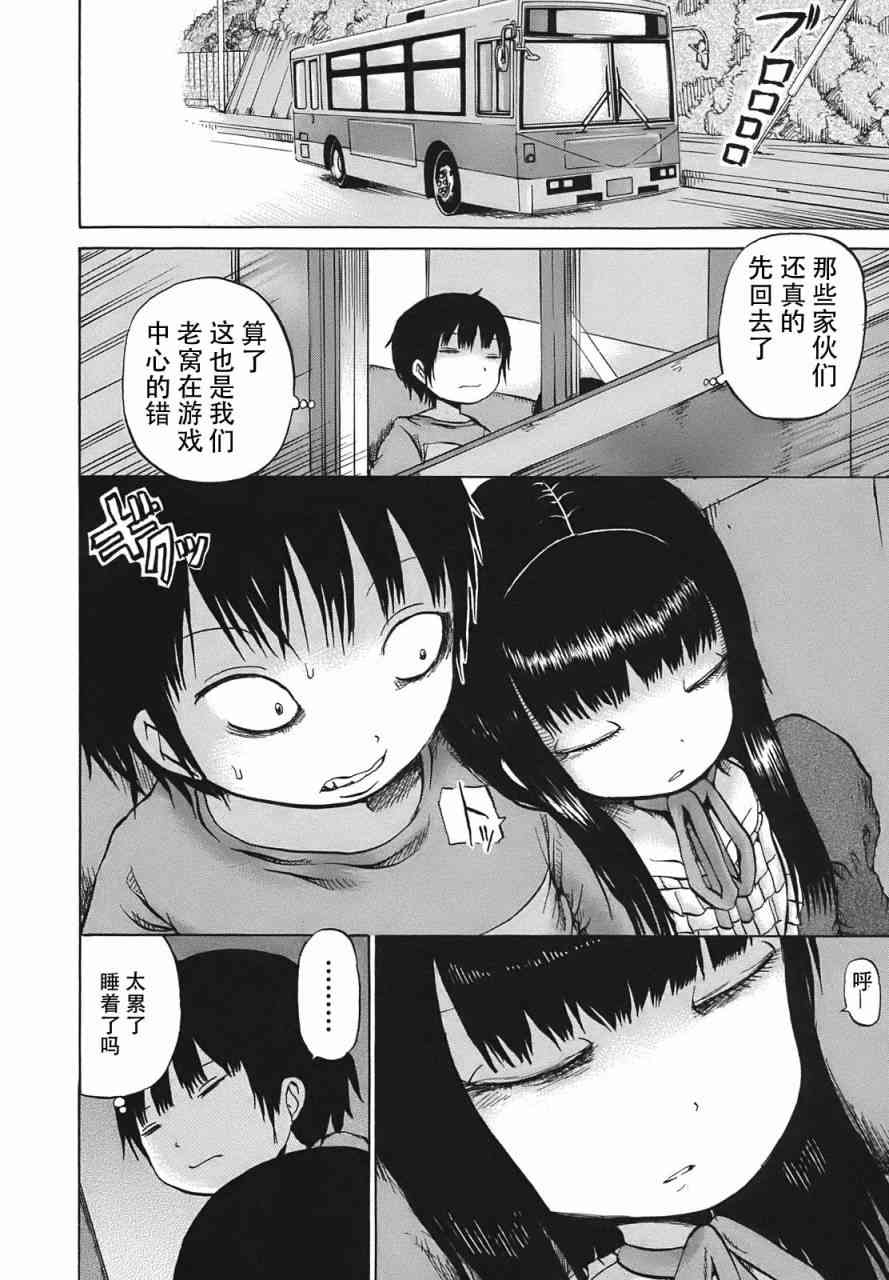 ブロロロロ
那些家伙们
还真的
先回去了
算了
这也是我们
老窝在游戏
中心的错
ギクッ
トッ
呼—
………
太累了
睡着了吗